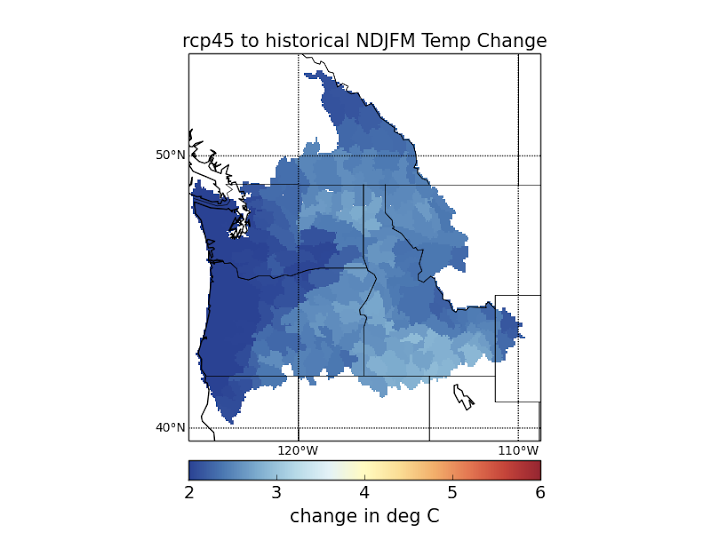 rcp45 to historical NDJFM Temp Change
50°N
40°N
120°W 110°W
2 3 4 5 6
change in deg C